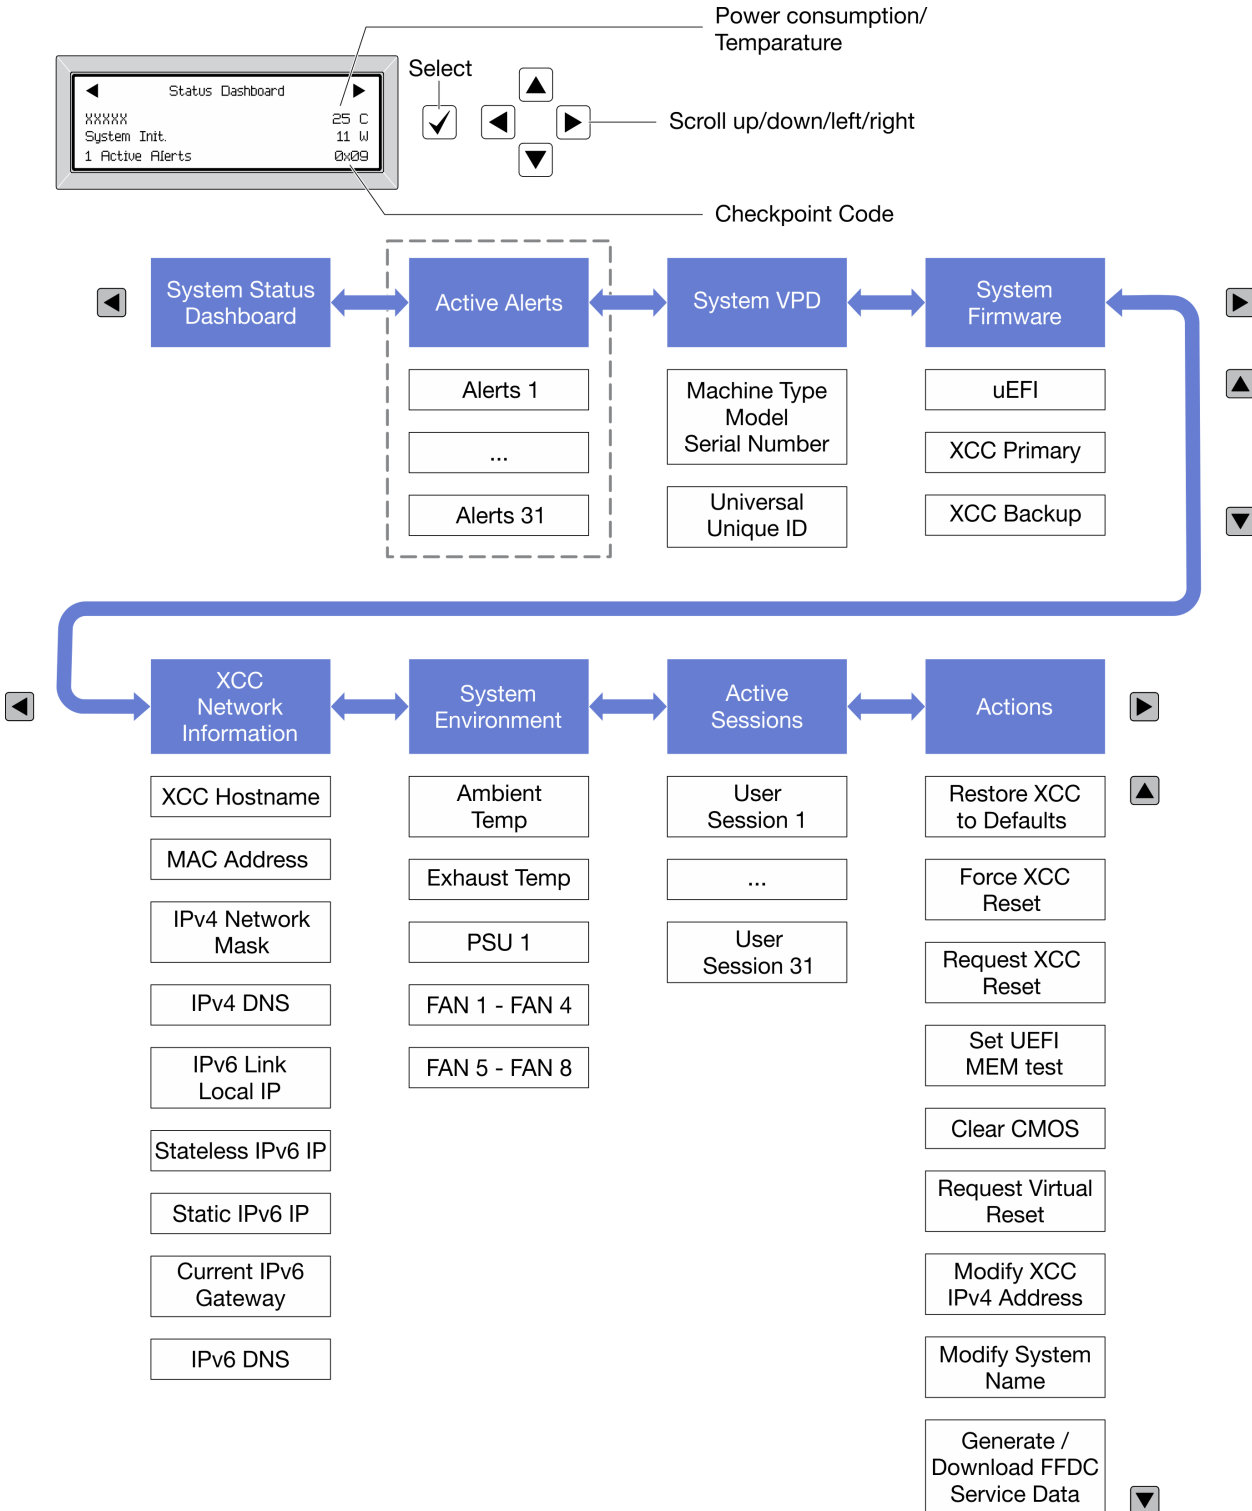 Power consumption/
Temparature
Select
Status Dashboard
XXXXX 25 C
System Init. 11 W
1 Active Alerts 0x09
Scroll up/down/left/right
Checkpoint Code
System Status
Dashboard
Active Alerts
System VPD
System
Firmware
Alerts 1
...
Alerts 31
Machine Type
Model
Serial Number
Universal
Unique ID
uEFI
XCC Primary
XCC Backup
XCC
Network
Information
System
Environment
Active
Sessions
Actions
XCC Hostname
MAC Address
IPv4 Network
Mask
IPv4 DNS
IPv6 Link
Local IP
Stateless IPv6 IP
Static IPv6 IP
Current IPv6
Gateway
IPv6 DNS
Ambient
Temp
Exhaust Temp
PSU 1
FAN 1 - FAN 4
FAN 5 - FAN 8
User
Session 1
...
User
Session 31
Restore XCC
to Defaults
Force XCC
Reset
Request XCC
Reset
Set UEFI
MEM test
Clear CMOS
Request Virtual
Reset
Modify XCC
IPv4 Address
Modify System
Name
Generate /
Download FFDC
Service Data